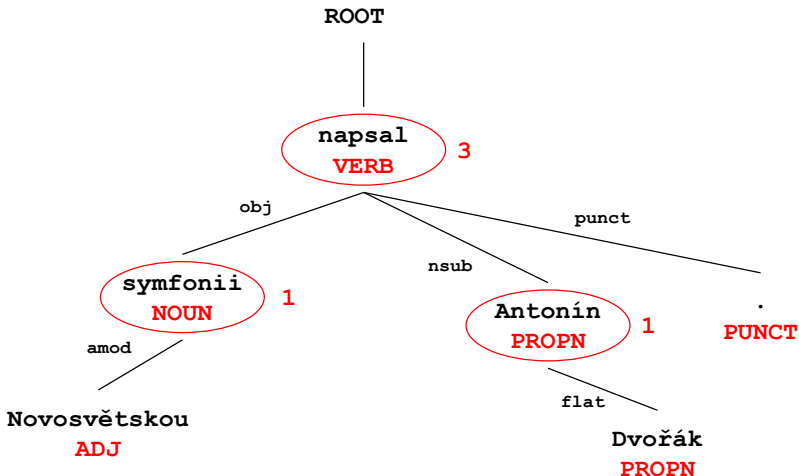 ROOT
napsal
VERB
3
obj
punct
nsub
symfonii
NOUN
1
Antonín
PROPN
1
.
PUNCT
amod
flat
Novosvětskou
ADJ
Dvořák
PROPN